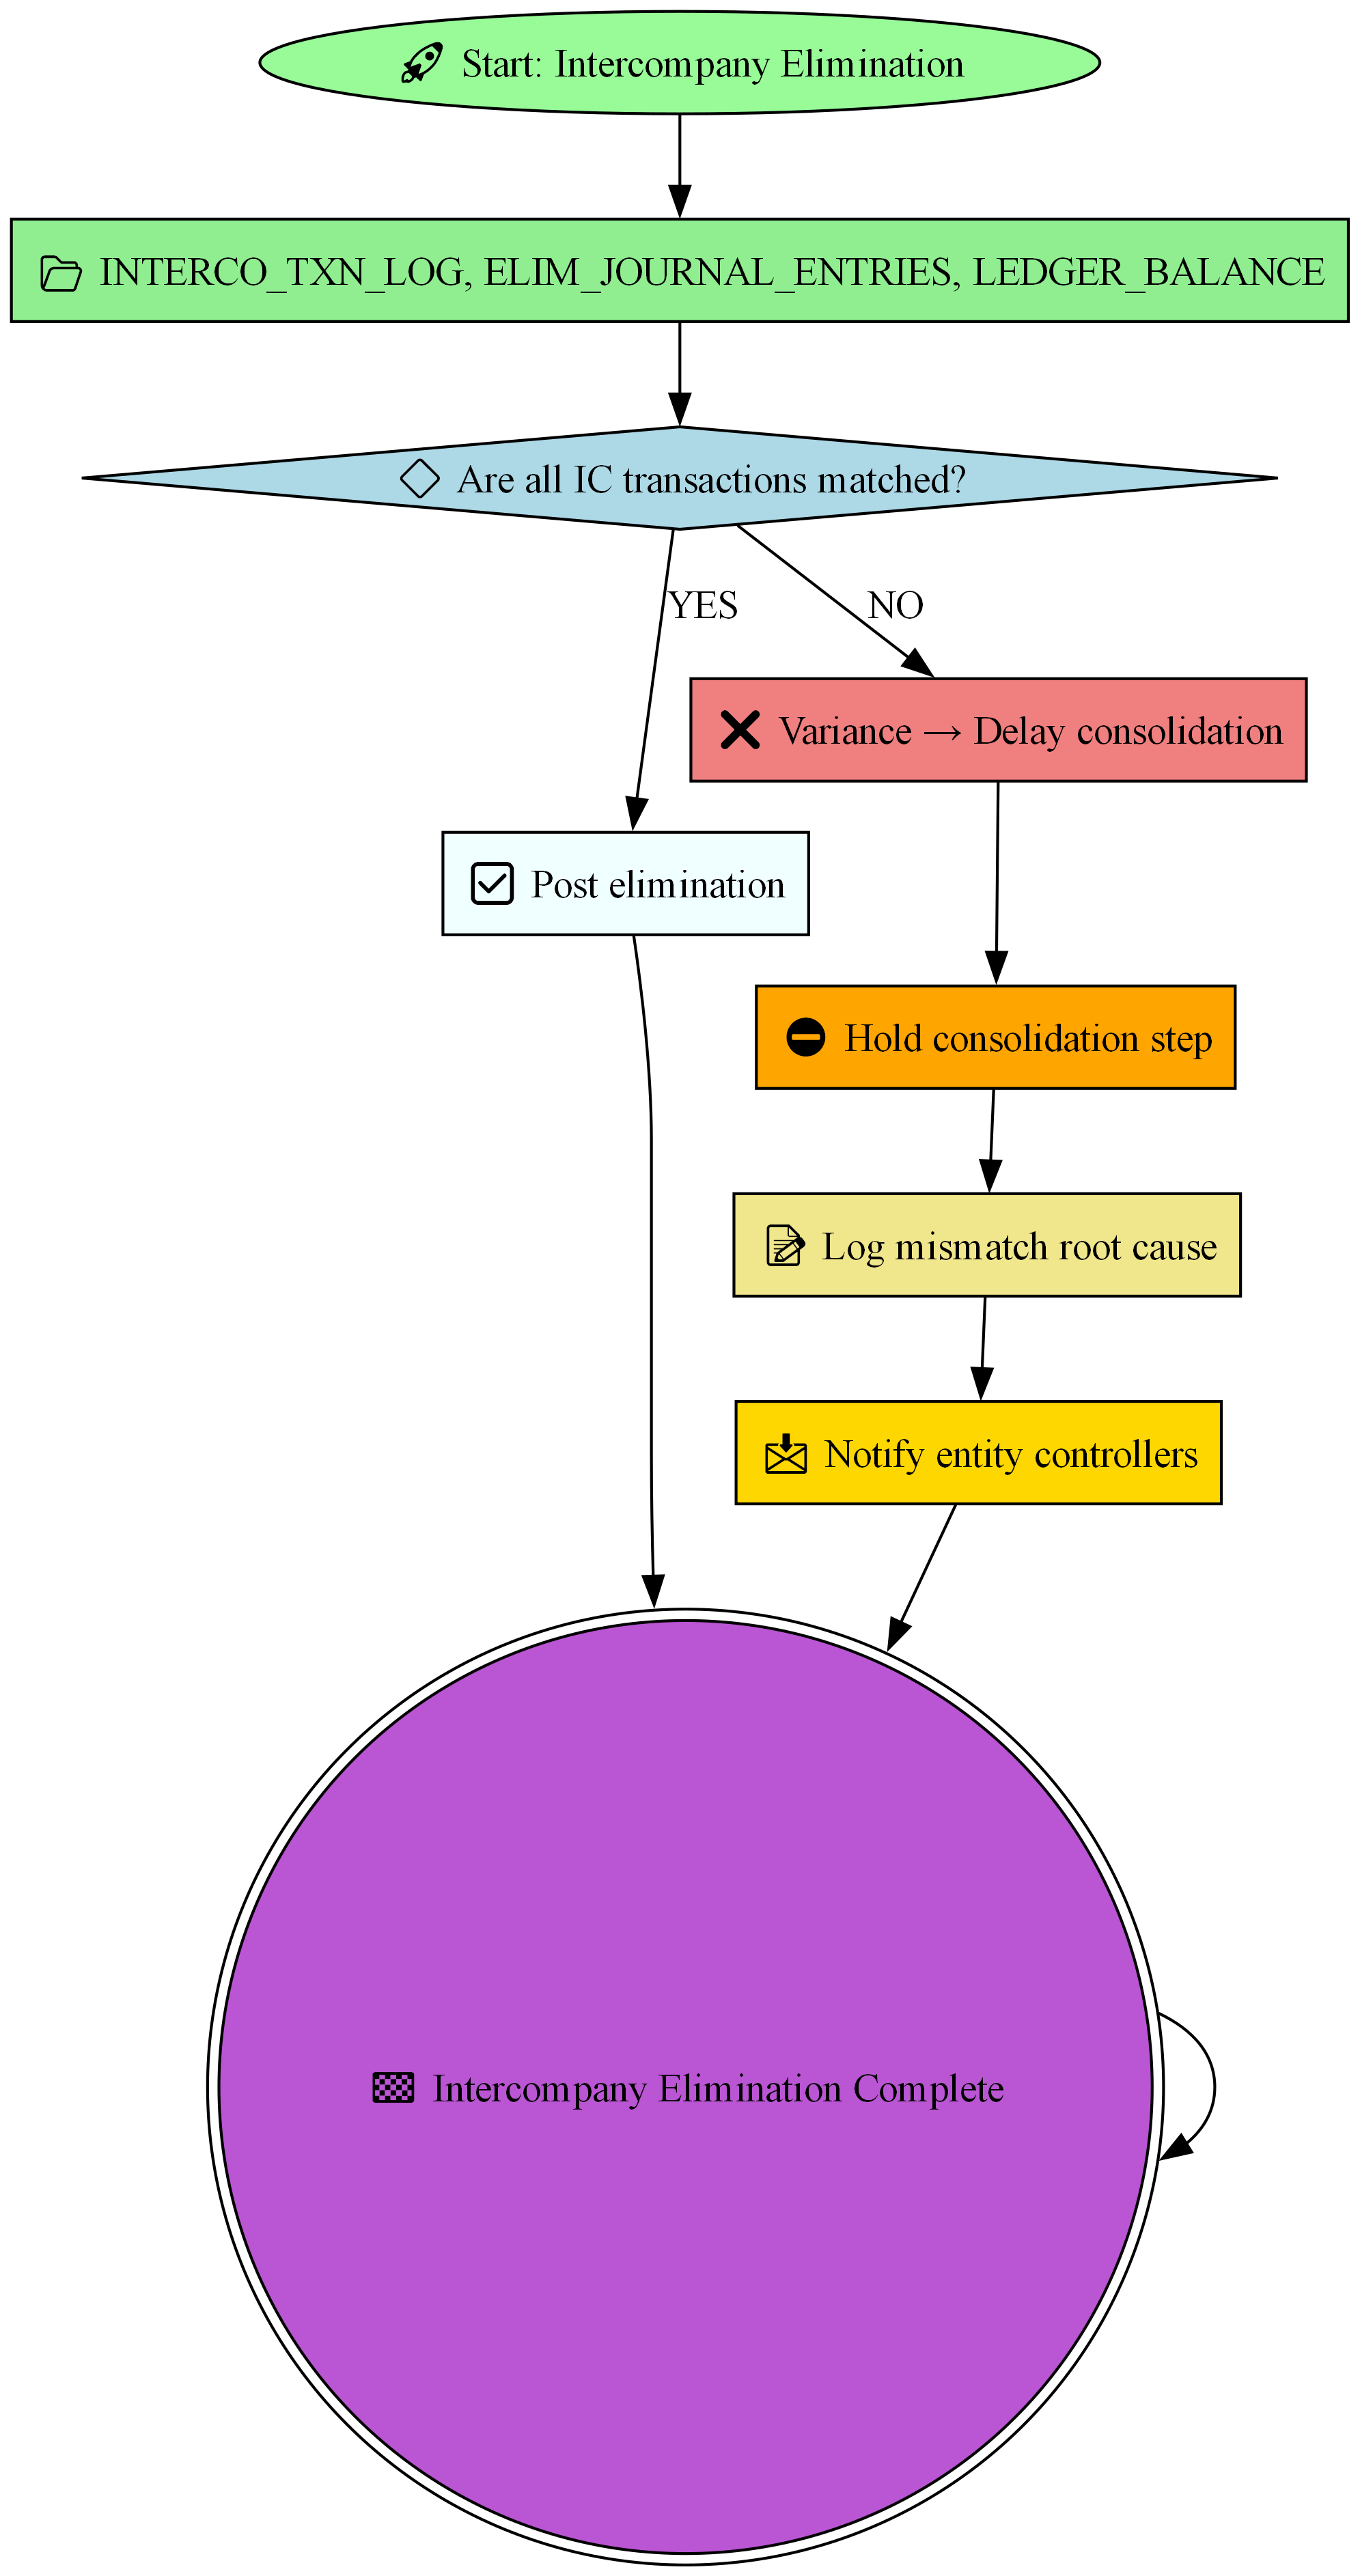 Start: Intercompany Elimination
INTERCO_TXN_LOG, ELIM_JOURNAL_ENTRIES, LEDGER_BALANCE
Are all IC transactions matched?
YES
NO
Variance → Delay consolidation
Post elimination
Hold consolidation step
Log mismatch root cause
Notify entity controllers
Intercompany Elimination Complete